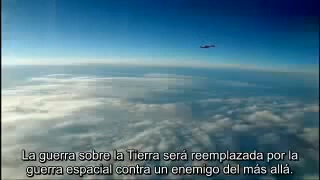 La guerra sobre la Tierra será reemplazada por la
guerra espacial contra un enemigo del más allá.